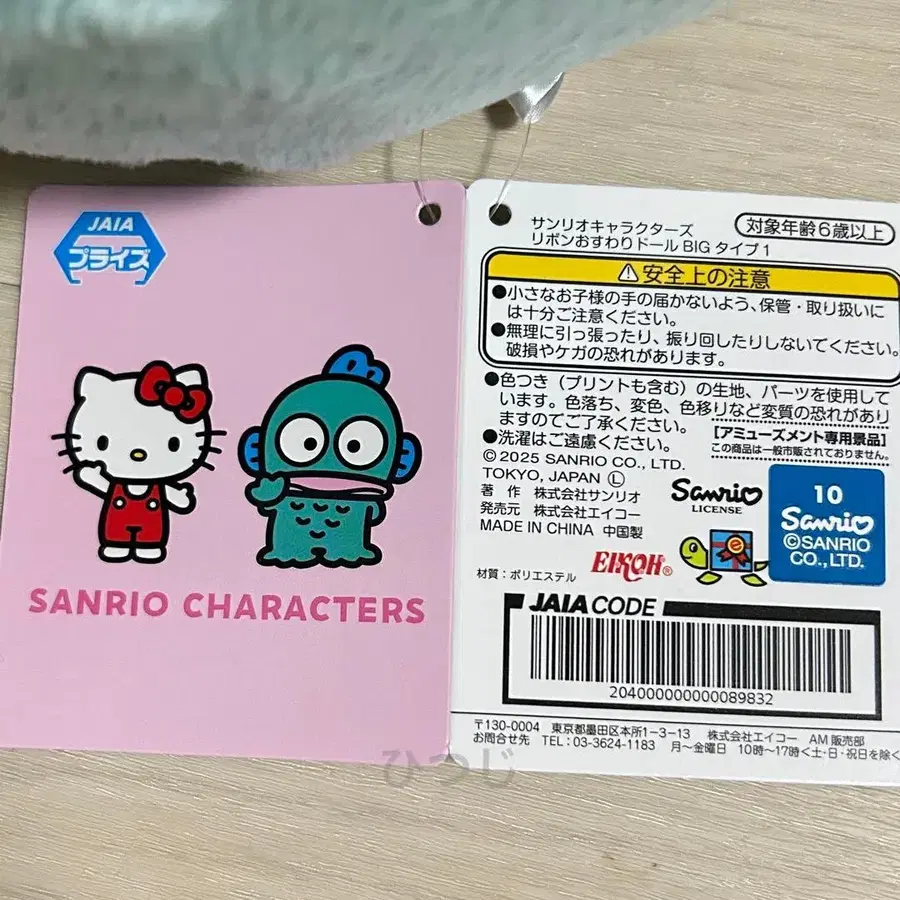 JAIA
プライズ
SANRIO CHARACTERS
サンリオキャラクターズ
リボンおすわりドール BIG タイプ1
対象年齢6歳以上
⚠安全上の注意
●小さなお子様の手の届かないよう、保管・取り扱いに
は十分ご注意ください。
●無理に引っ張ったり、振り回したりしないでください。
破損やケガの恐れがあります。
●色つき(プリントも含む)の生地、パーツを使用して
います。色落ち、変色、色移りなど変質の恐れがあり
ますのでご了承ください。
●洗濯はご遠慮ください。
[アミューズメント専用景品]
この商品は一般市販されておりません。
©2025 SANRIO CO., LTD.
TOKYO, JAPAN Ⓛ
著 作 株式会社サンリオ
発売元 株式会社エイコー
MADE IN CHINA 中国製
Sanrio
LICENSE
10
Sanrio
©SANRIO
CO., LTD.
材質:ポリエステル
EIKOH®
JAIA CODE
204000000000089832
〒130-0004 東京都墨田区本所1-3-13 株式会社エイコー AM販売部
お問合せ先 TEL:03-3624-1183 月~金曜日 10時~17時く土・日・祝日を除く
ひつじ